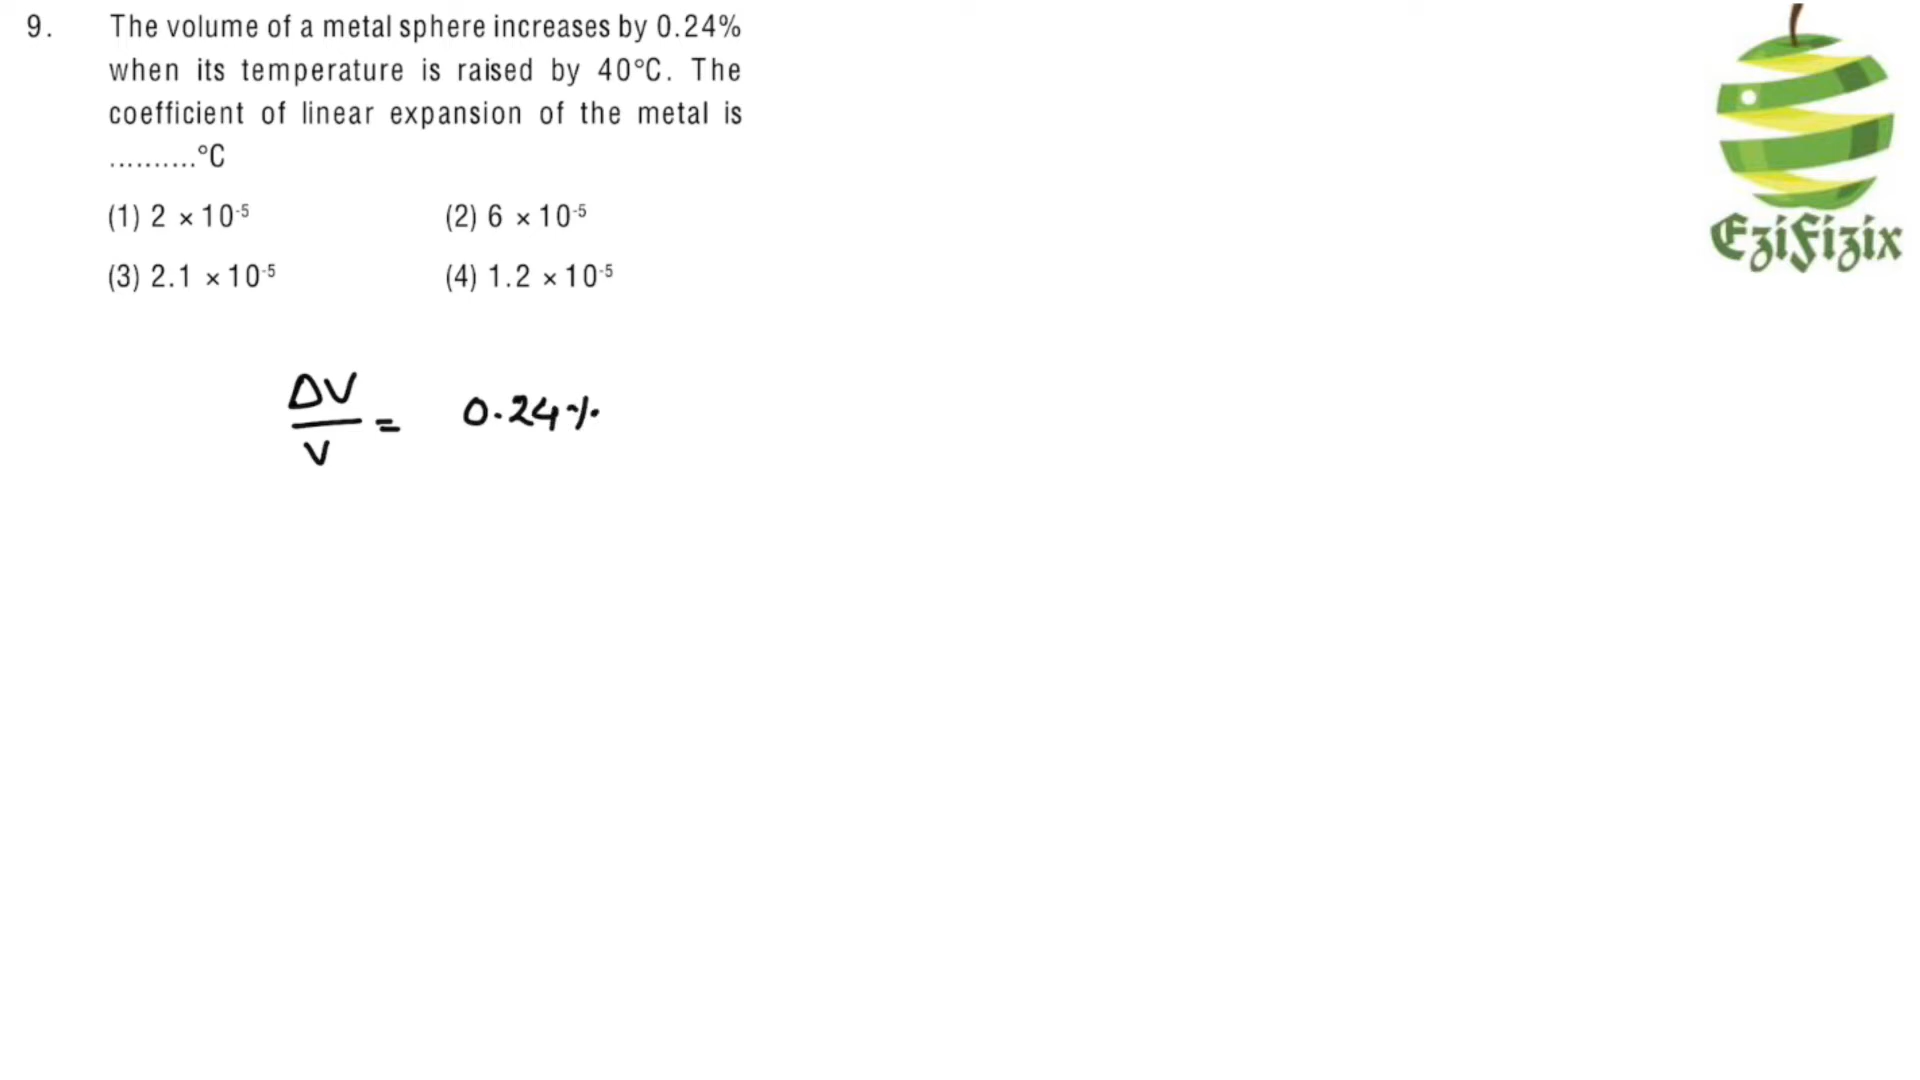 9. The volume of a metal sphere increases by 0.24%
when its temperature is raised by 40°C. The
coefficient of linear expansion of the metal is
..........°C
(1) 2 × 10⁻⁵ (2) 6 × 10⁻⁵
(3) 2.1 × 10⁻⁵ (4) 1.2 × 10⁻⁵
EziFizix
ΔV
— = 0.24%
V